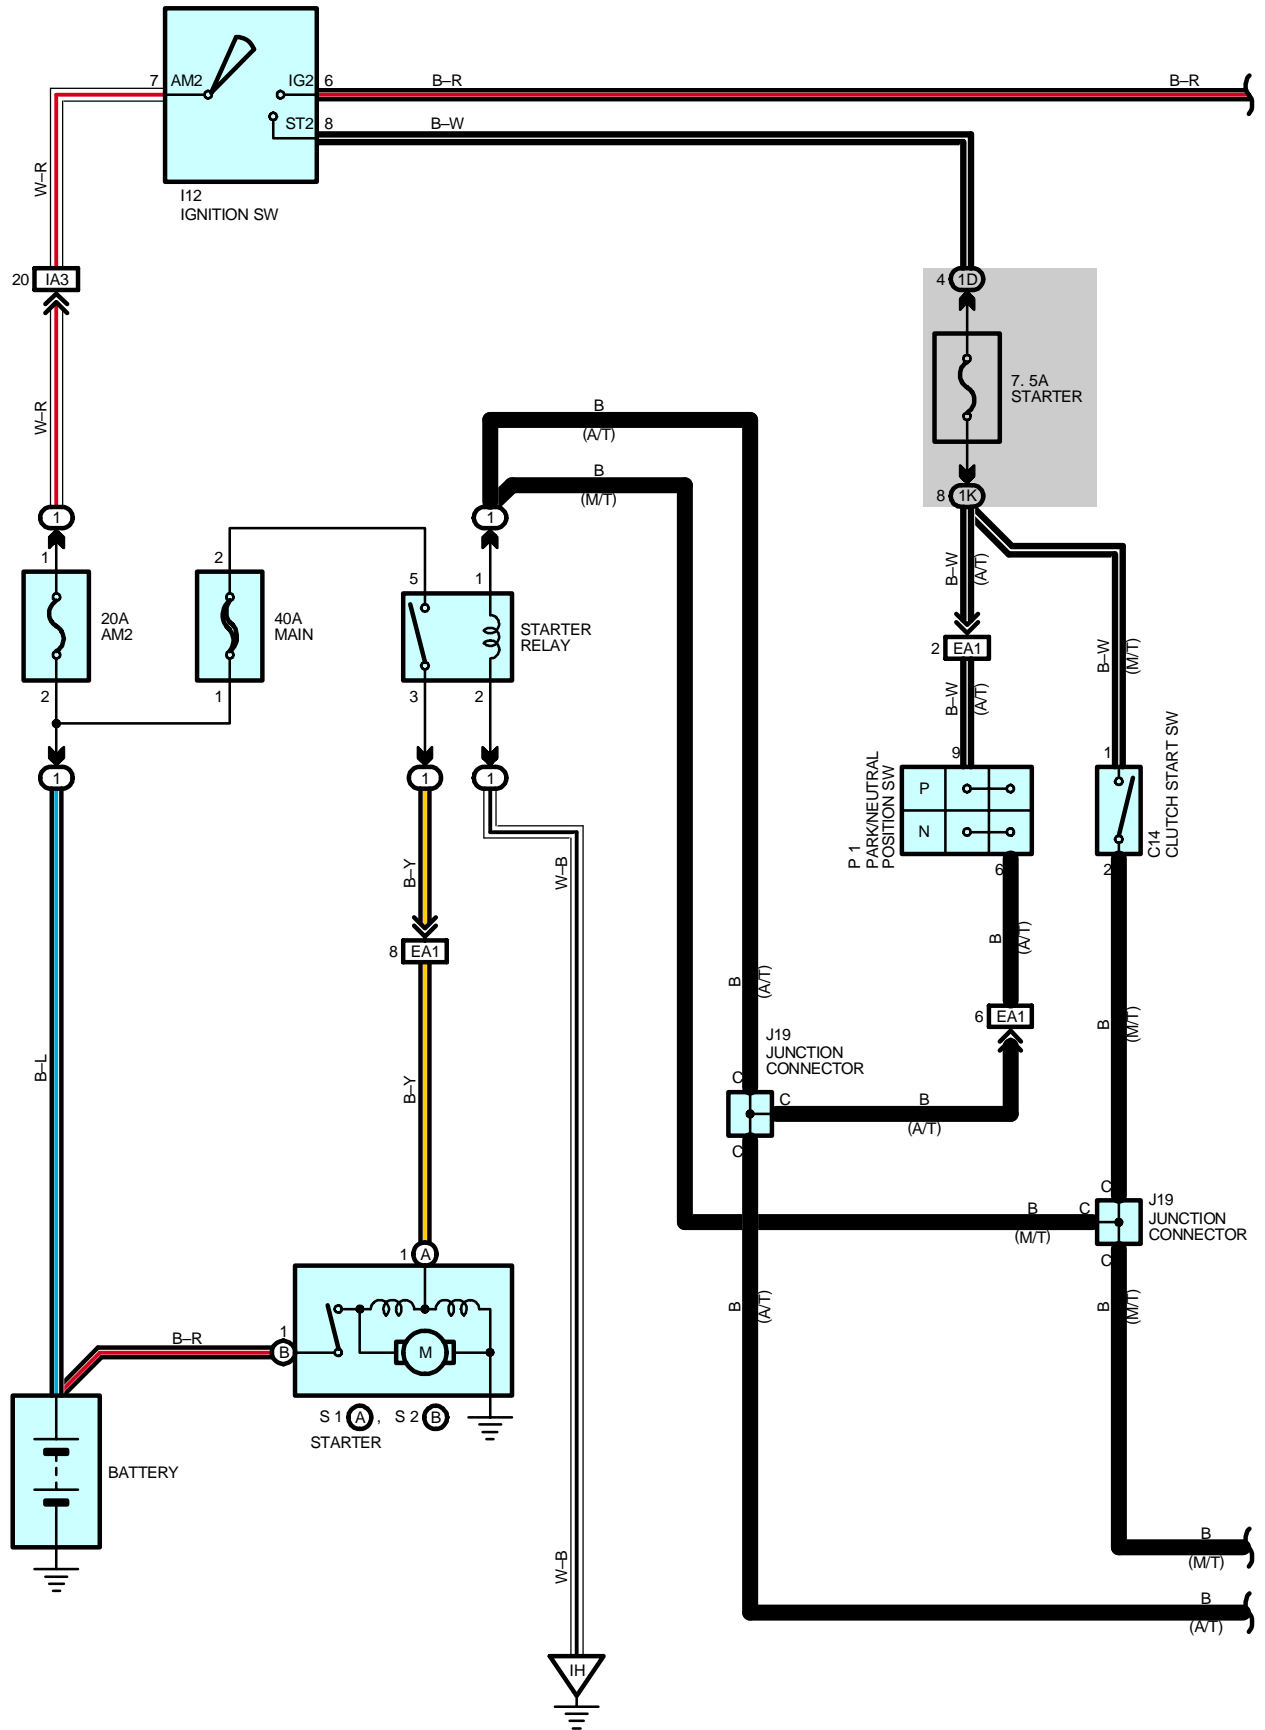 7 AM2 IG2 6 B–R B–R
ST2 8 B–W
I12
IGNITION SW
W–R
20 IA3
4 1D
7. 5A
STARTER
W–R
B
(A/T)
B
(M/T)
8 1K
1
1
1
2
5
1
B–W
(A/T)
20A
AM2
40A
MAIN
STARTER
RELAY
2 EA1
B–W
(M/T)
2
1
3
2
B–W
(A/T)
9
1
1
1
1
P
N
P 1
PARK/NEUTRAL
POSITION SW
C14
CLUTCH START SW
6
2
B–Y
W–B
8 EA1
B
(A/T)
B
(A/T)
6 EA1
B
(M/T)
J19
JUNCTION
CONNECTOR
B–L
B–Y
C
C
B
(A/T)
C
C
C
B
(M/T)
J19
JUNCTION
CONNECTOR
C
1 A
B
(A/T)
B
(M/T)
B–R
1
B
M
S 1 A , S 2 B
STARTER
BATTERY
B
(M/T)
W–B
B
(A/T)
IH